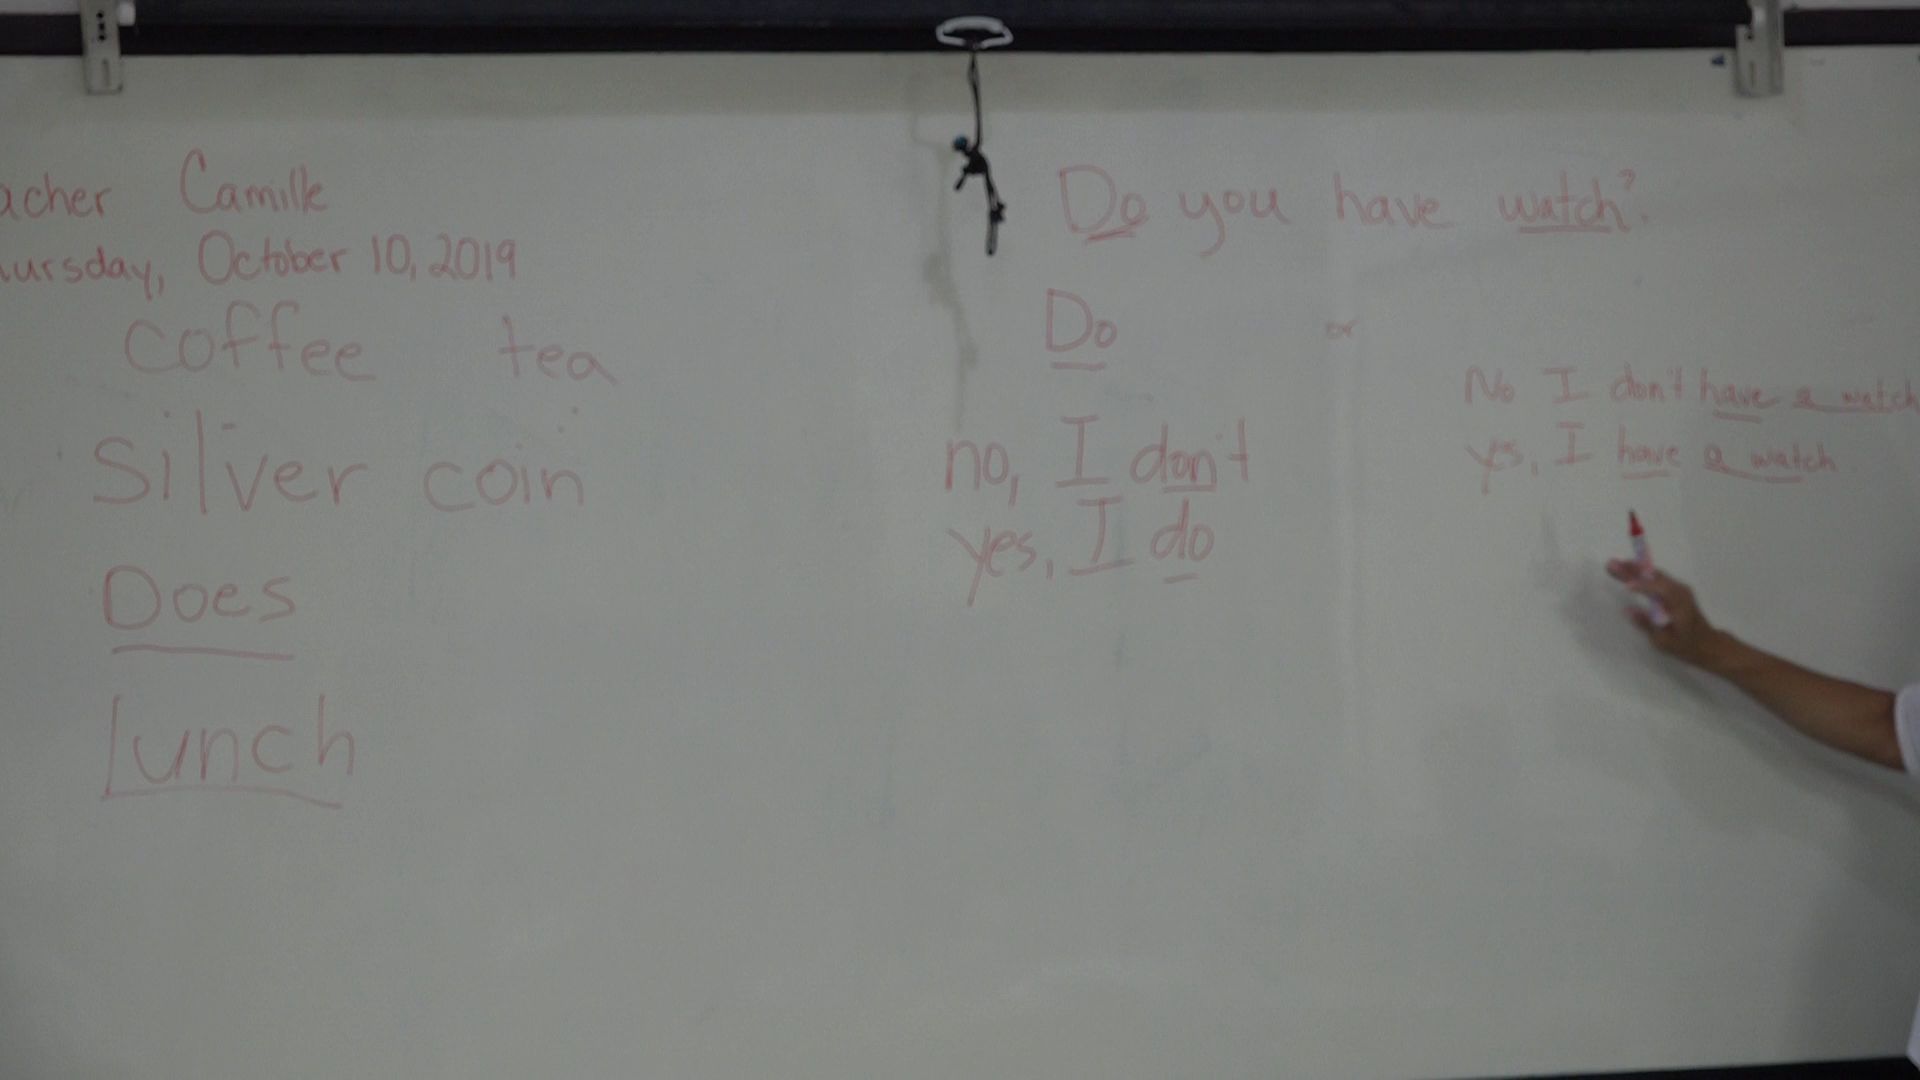 acher Camille
ursday, October 10, 2019
coffee tea
Silver coin
Does
lunch
Do you have watch?
Do or
no, I don't
yes, I do
No I don't have a watch
yes, I have a watch